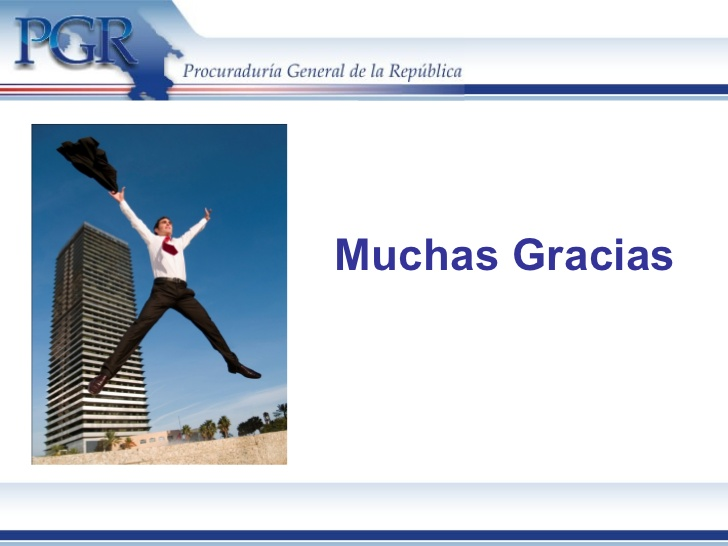 PGR
Procuraduría General de la República
Muchas Gracias